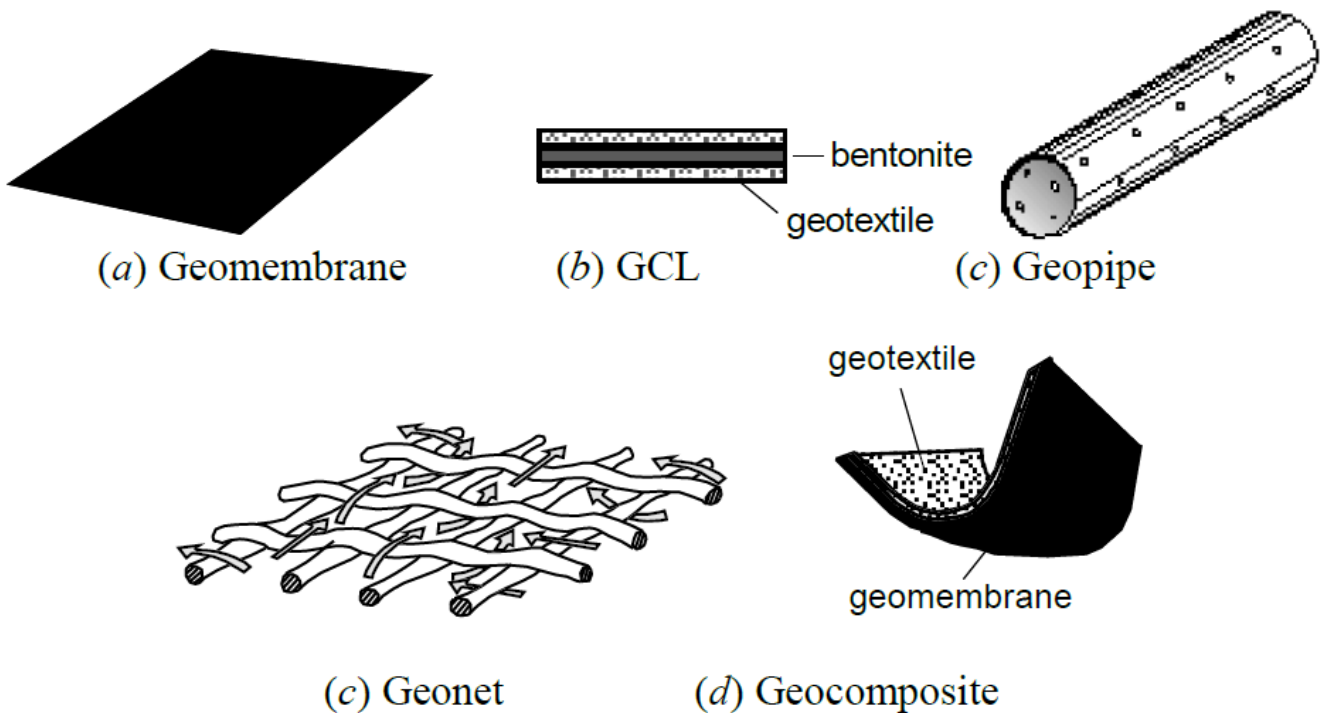 bentonite
geotextile
(a) Geomembrane
(b) GCL
(c) Geopipe
geotextile
geomembrane
(c) Geonet
(d) Geocomposite